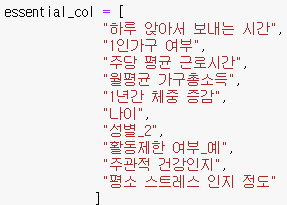 essential_col = [
"하루 앉아서 보내는 시간",
"1인가구 여부",
"주당 평균 근로시간",
"월평균 가구총소득",
"1년간 체중 증감",
"나이",
"성별_2",
"활동제한 여부_예",
"주관적 건강인지",
"평소 스트레스 인지 정도"
]